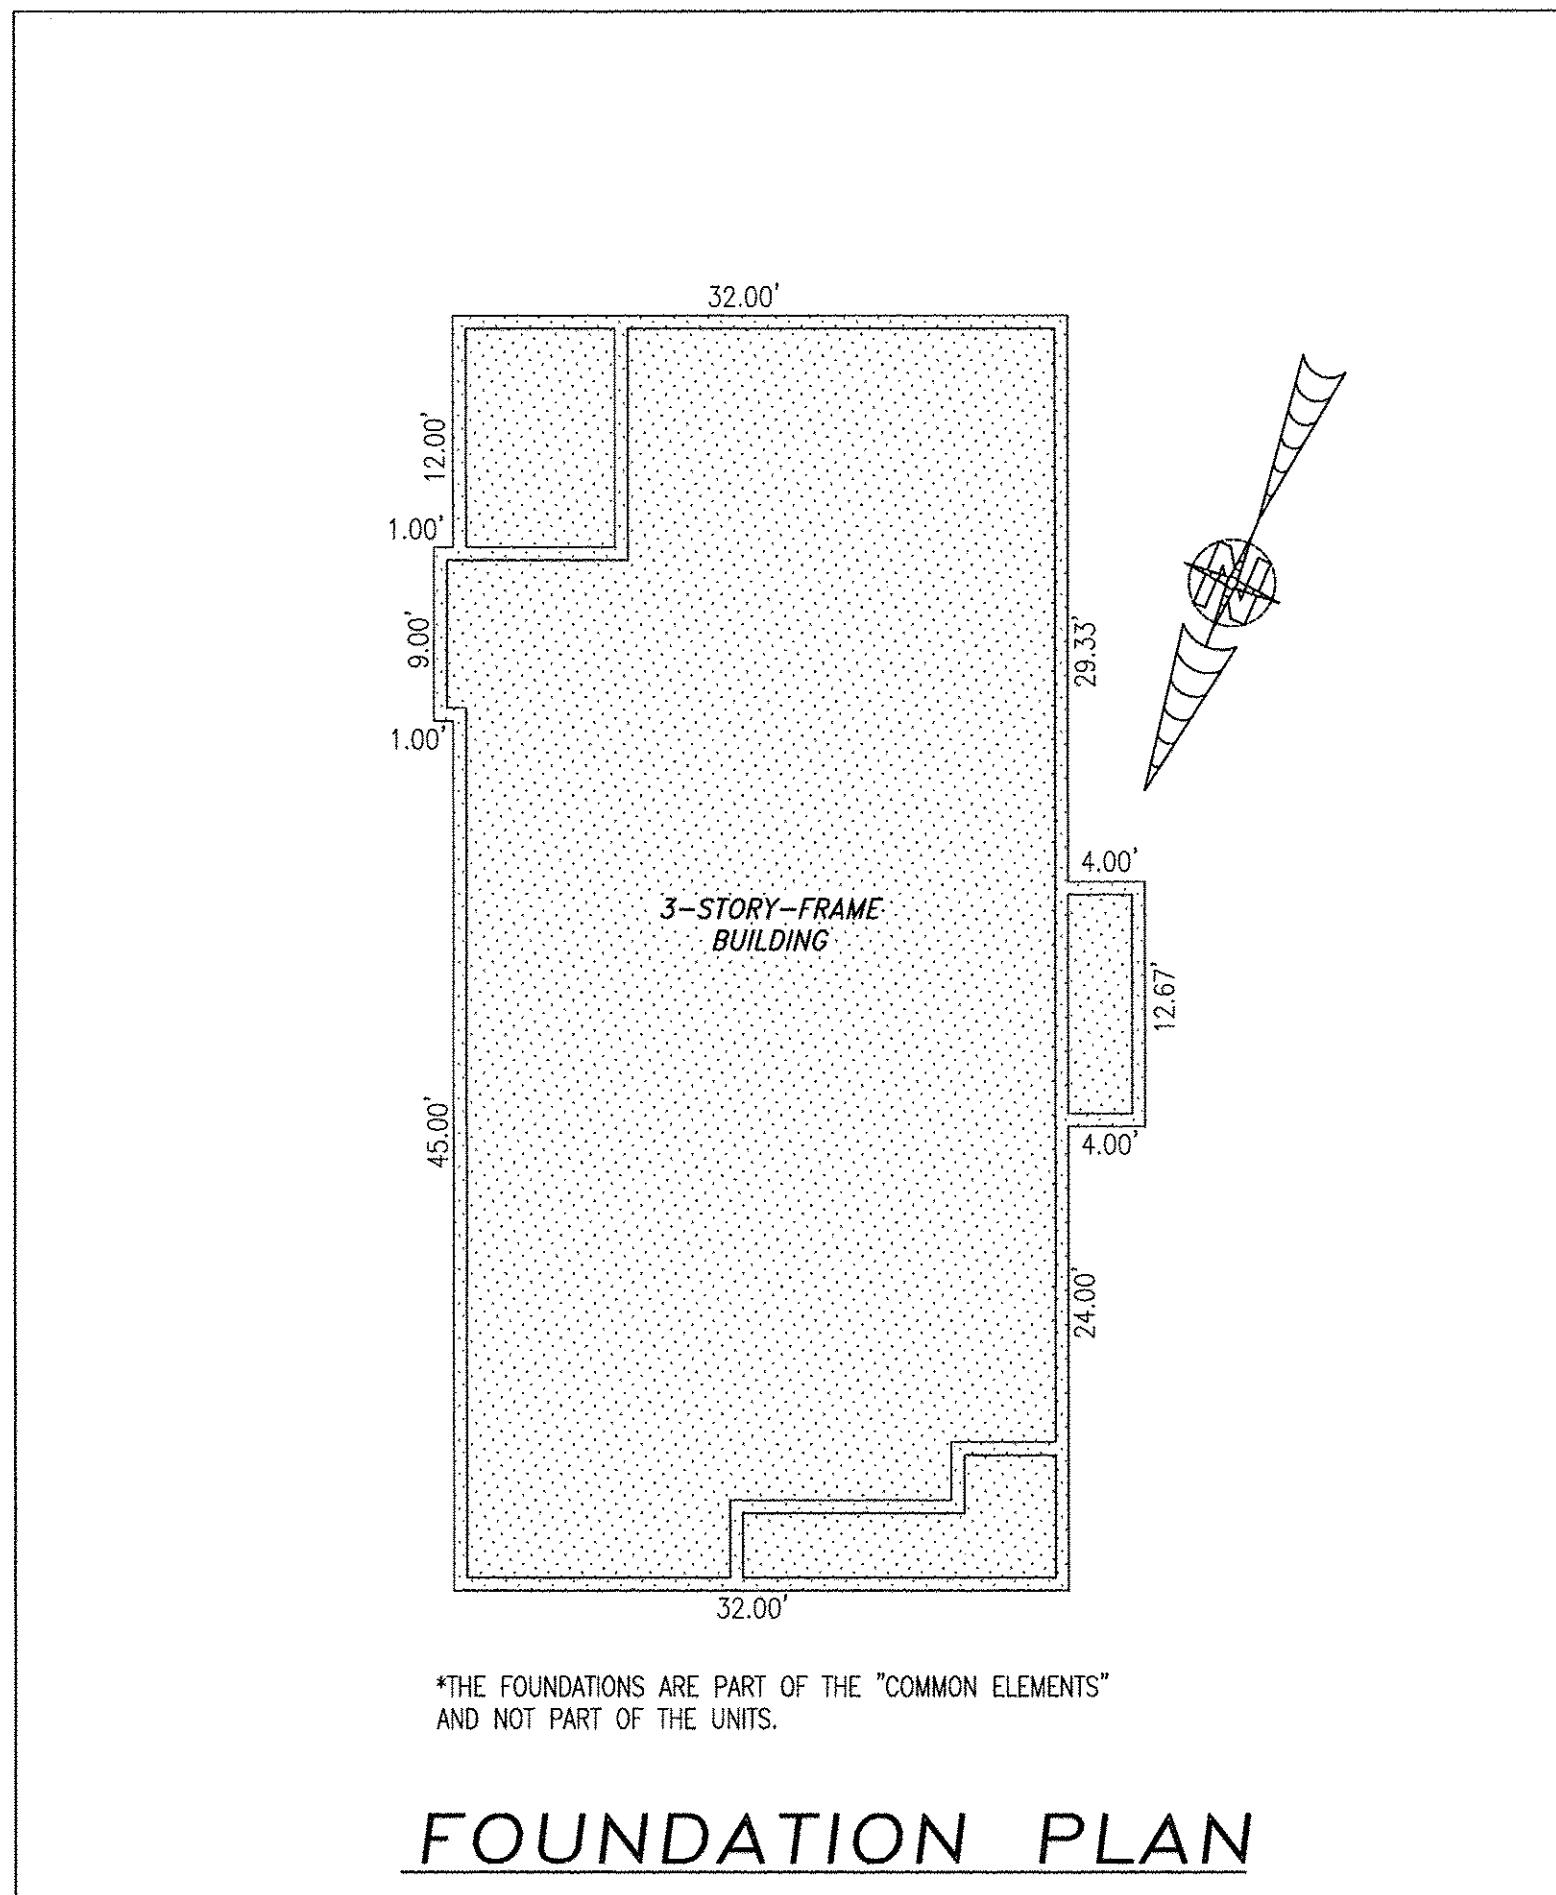 32.00'
12.00'
1.00'
9.00'
1.00'
29.33'
4.00'
3-STORY-FRAME
BUILDING
12.67'
4.00'
45.00'
24.00'
32.00'
N
*THE FOUNDATIONS ARE PART OF THE "COMMON ELEMENTS"
AND NOT PART OF THE UNITS.
FOUNDATION PLAN